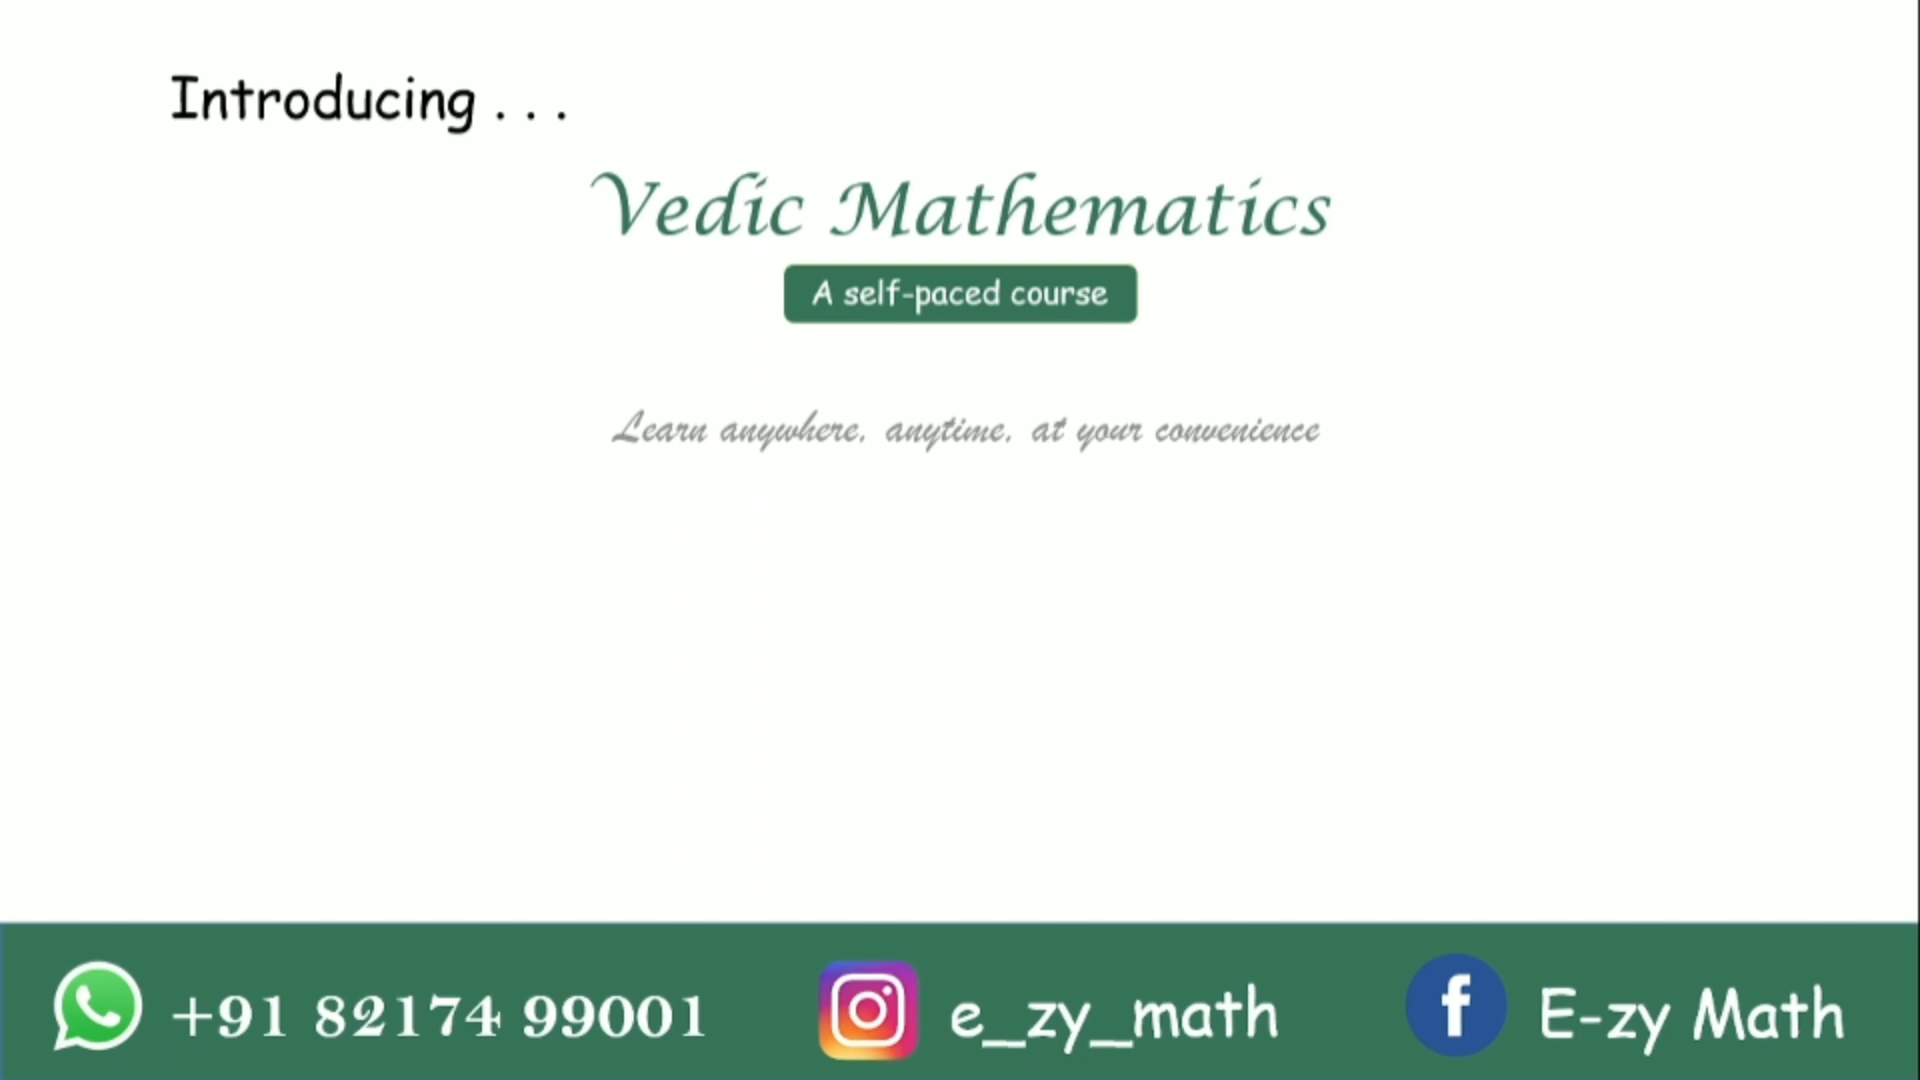 Introducing . . .
Vedic Mathematics
A self-paced course
Learn anywhere, anytime, at your convenience
+91 82174 99001
e_zy_math
E-zy Math